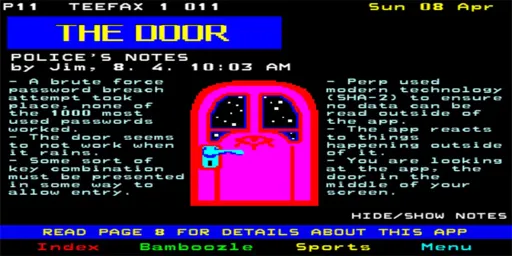 P11 TEEFAX 1 011 Sun 08 Apr
THE DOOR
POLICE'S NOTES
by Jim, 8. 4. 10:03 AM
- A brute force
password breach
attempt took
place, none of
the 1000 most
used passwords
worked.
- The door seems
to not work when
it rains.
- Some sort of
key combination
must be presented
in some way to
allow entry.
- Perp used
modern technology
(SHA-2) to ensure
no data can be
read outside of
the app.
- The app reacts
to things
happening outside
of it.
- You are looking
at the app, the
door in the
middle of your
screen.
HIDE/SHOW NOTES
READ PAGE 8 FOR DETAILS ABOUT THIS APP
Index Bamboozle Sports Menu